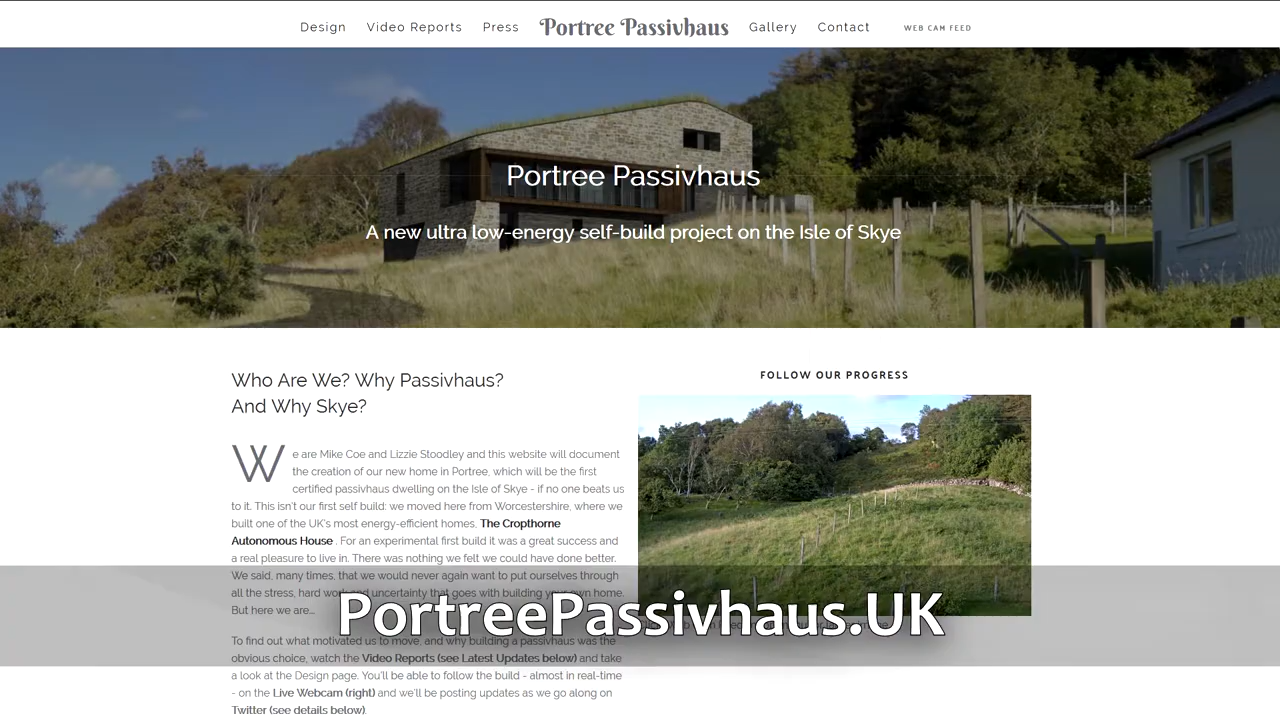 Design Video Reports Press Portree Passivhaus Gallery Contact WEB CAM FEED
Portree Passivhaus
A new ultra low-energy self-build project on the Isle of Skye
Who Are We? Why Passivhaus?
And Why Skye?
We are Mike Coe and Lizzie Stoodley and this website will document
the creation of our new home in Portree, which will be the first
certified passivhaus dwelling on the Isle of Skye - if no one beats us
to it. This isn't our first self build: we moved here from Worcestershire, where we
built one of the UK's most energy-efficient homes. The Cropthorne
Autonomous House . For an experimental first build it was a great success and
a real pleasure to live in. There was nothing we felt we could have done better.
We said, many times, that we would never again want to put ourselves through
all the stress, hard work and uncertainty that goes with building your own home.
But here we are...
To find out what motivated us to move, and why building a passivhaus was the
obvious choice, watch the Video Reports (see Latest Updates below) and take
a look at the Design page. You'll be able to follow the build - almost in real-time
- on the Live Webcam (right) and we'll be posting updates as we go along on
Twitter (see details below).
FOLLOW OUR PROGRESS
PortreePassivhaus.UK